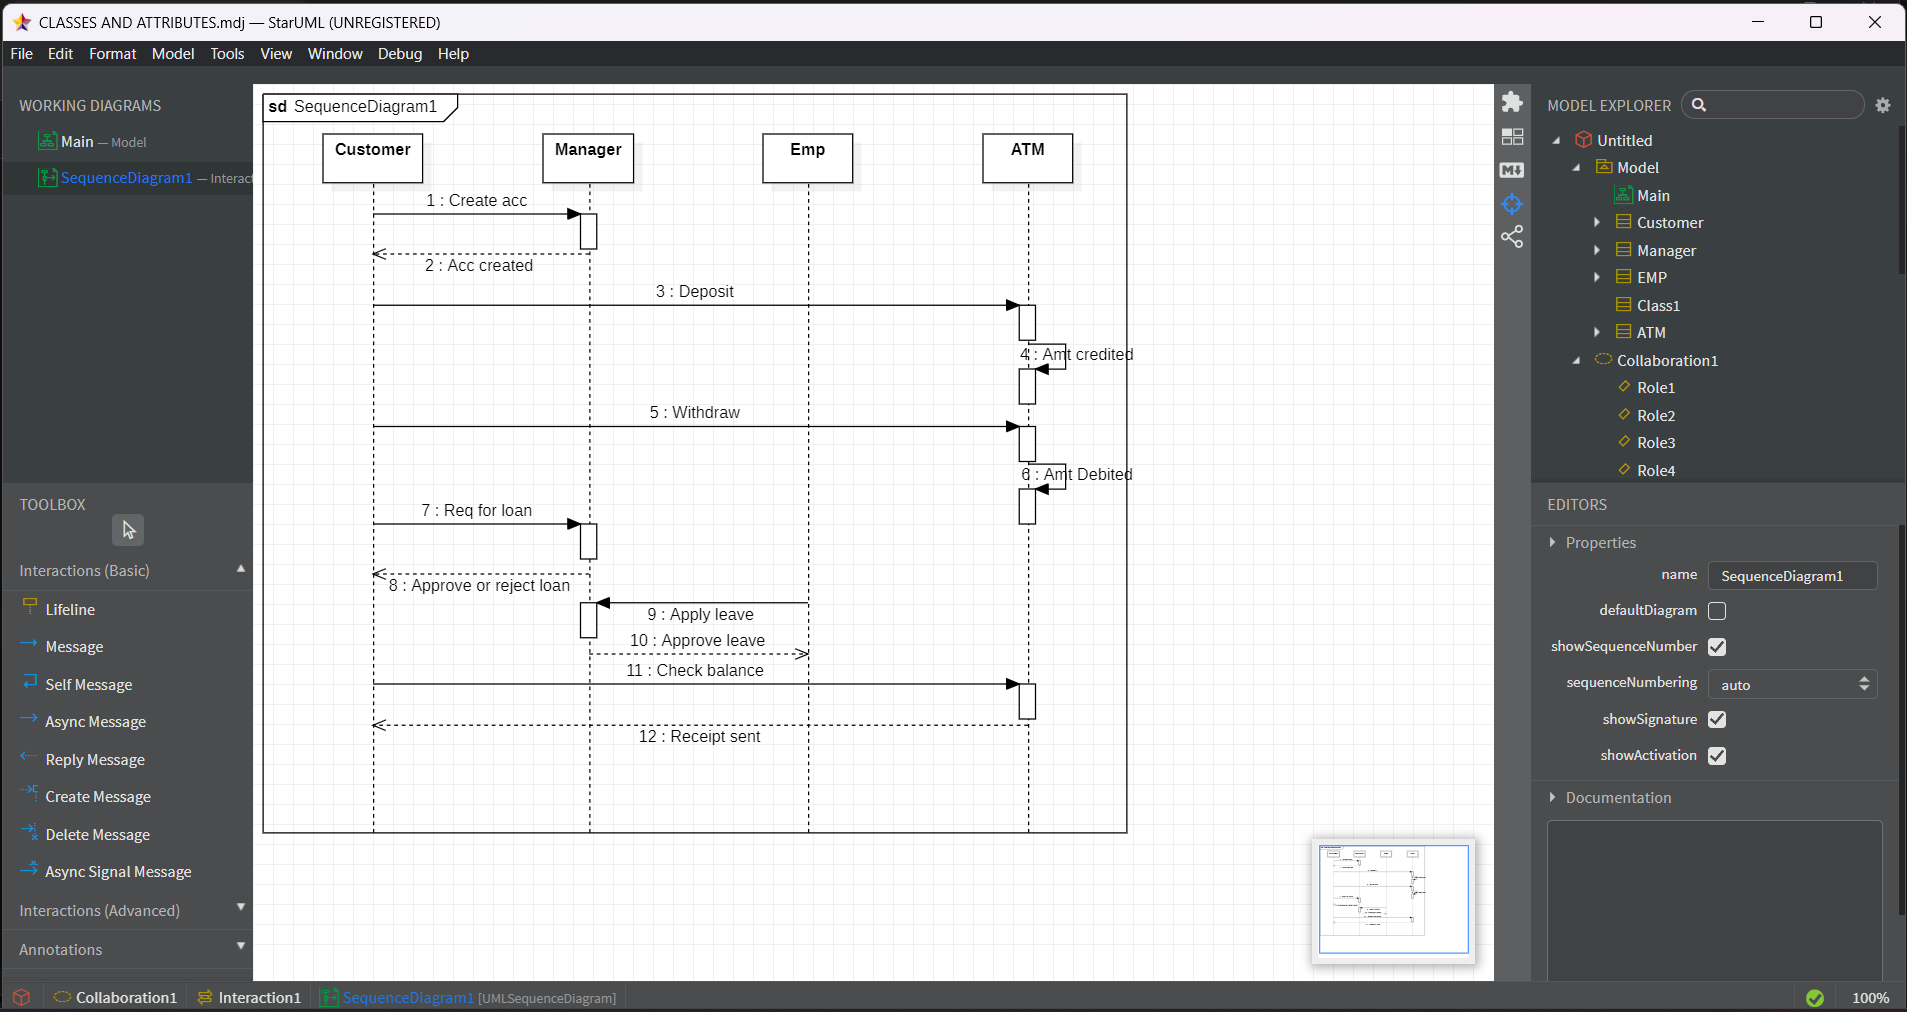 CLASSES AND ATTRIBUTES.mdj — StarUML (UNREGISTERED)
File Edit Format Model Tools View Window Debug Help
WORKING DIAGRAMS
Main — Model
SequenceDiagram1 — Interact
TOOLBOX
Interactions (Basic)
Lifeline
Message
Self Message
Async Message
Reply Message
Create Message
Delete Message
Async Signal Message
Interactions (Advanced)
Annotations
sd SequenceDiagram1
Customer
Manager
Emp
ATM
1 : Create acc
2 : Acc created
3 : Deposit
4 : Amt credited
5 : Withdraw
6 : Amt Debited
7 : Req for loan
8 : Approve or reject loan
9 : Apply leave
10 : Approve leave
11 : Check balance
12 : Receipt sent
MODEL EXPLORER
Untitled
Model
Main
Customer
Manager
EMP
Class1
ATM
Collaboration1
Role1
Role2
Role3
Role4
EDITORS
Properties
name SequenceDiagram1
defaultDiagram
showSequenceNumber
sequenceNumbering auto
showSignature
showActivation
Documentation
Collaboration1 Interaction1 SequenceDiagram1 [UMLSequenceDiagram]
100%